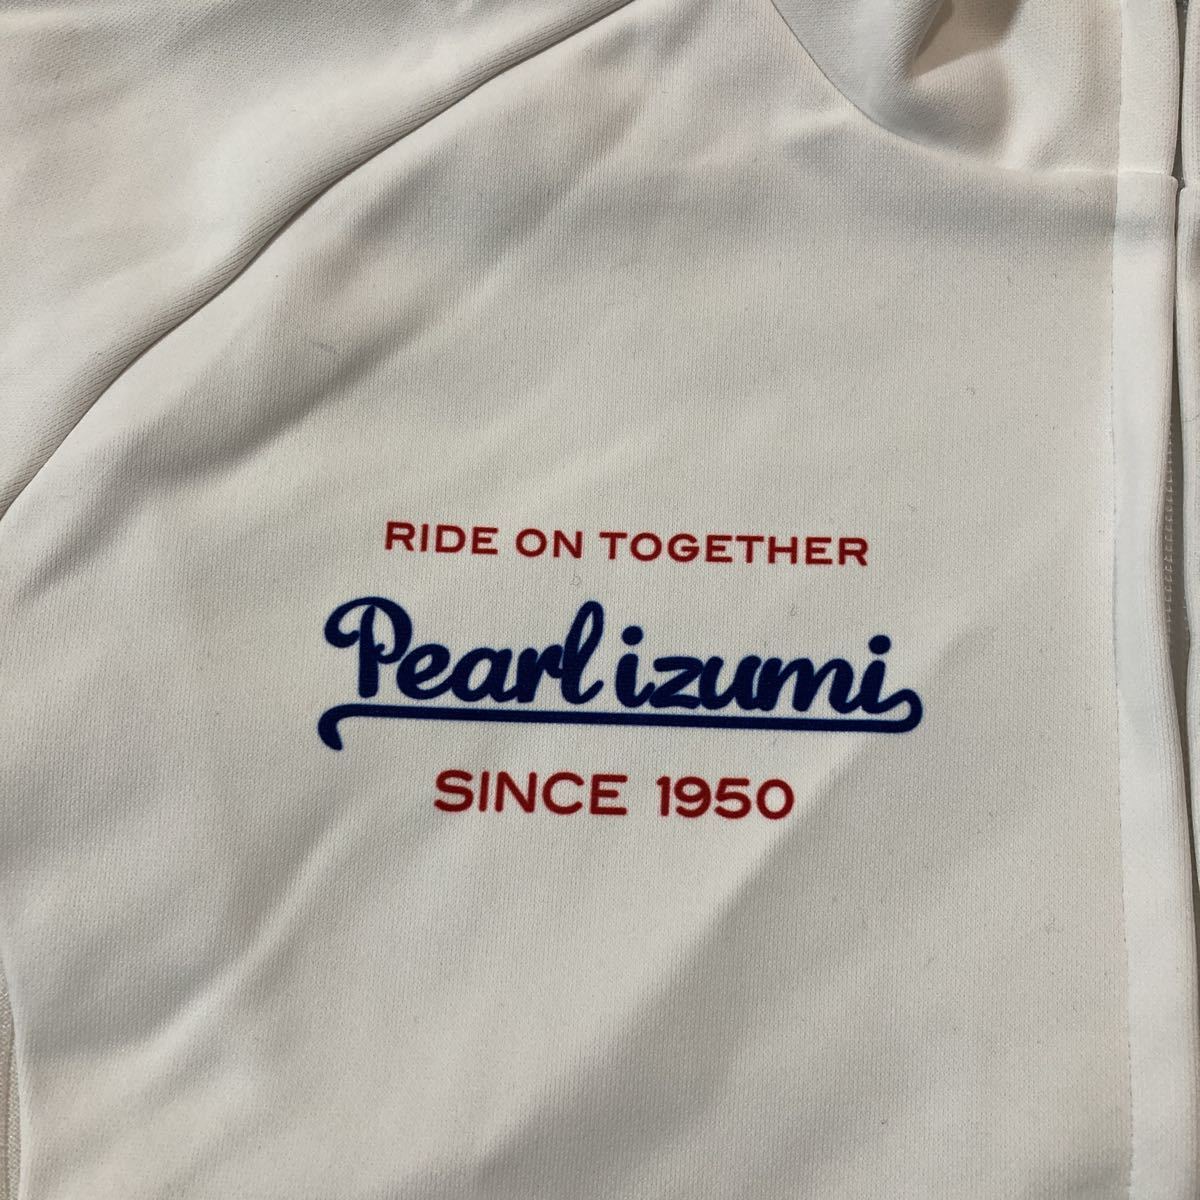 RIDE ON TOGETHER
Pearl izumi
SINCE 1950